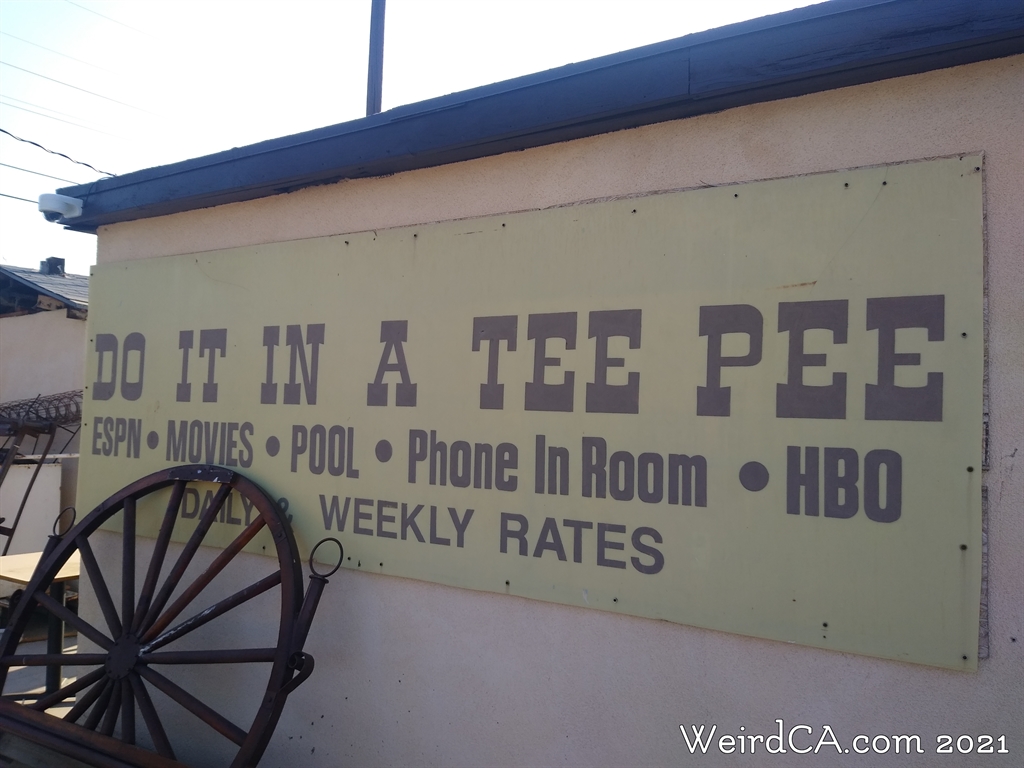 DO IT IN A TEE PEE
ESPN • MOVIES • POOL • Phone In Room • HBO
DAILY & WEEKLY RATES
WeirdCA.com 2021